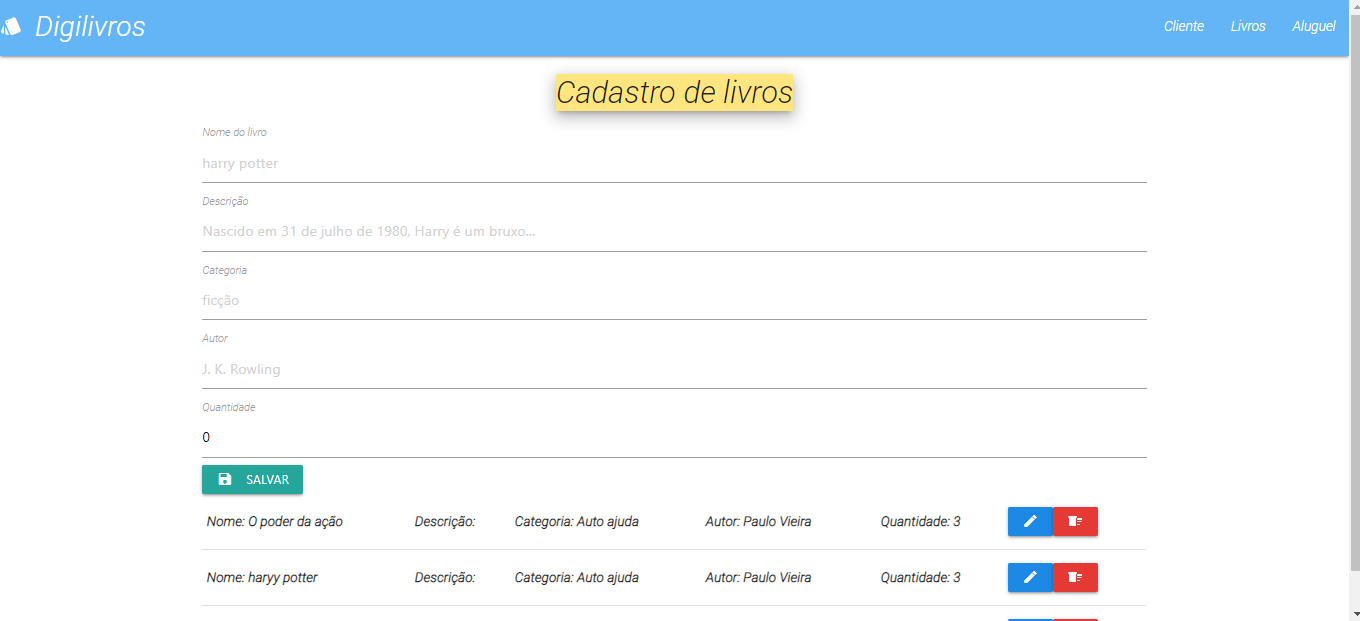 Digilivros
Cliente Livros Aluguel
Cadastro de livros
Nome do livro
harry potter
Descrição
Nascido em 31 de julho de 1980, Harry é um bruxo...
Categoria
ficção
Autor
J. K. Rowling
Quantidade
0
SALVAR
Nome: O poder da ação Descrição: Categoria: Auto ajuda Autor: Paulo Vieira Quantidade: 3
Nome: haryy potter Descrição: Categoria: Auto ajuda Autor: Paulo Vieira Quantidade: 3